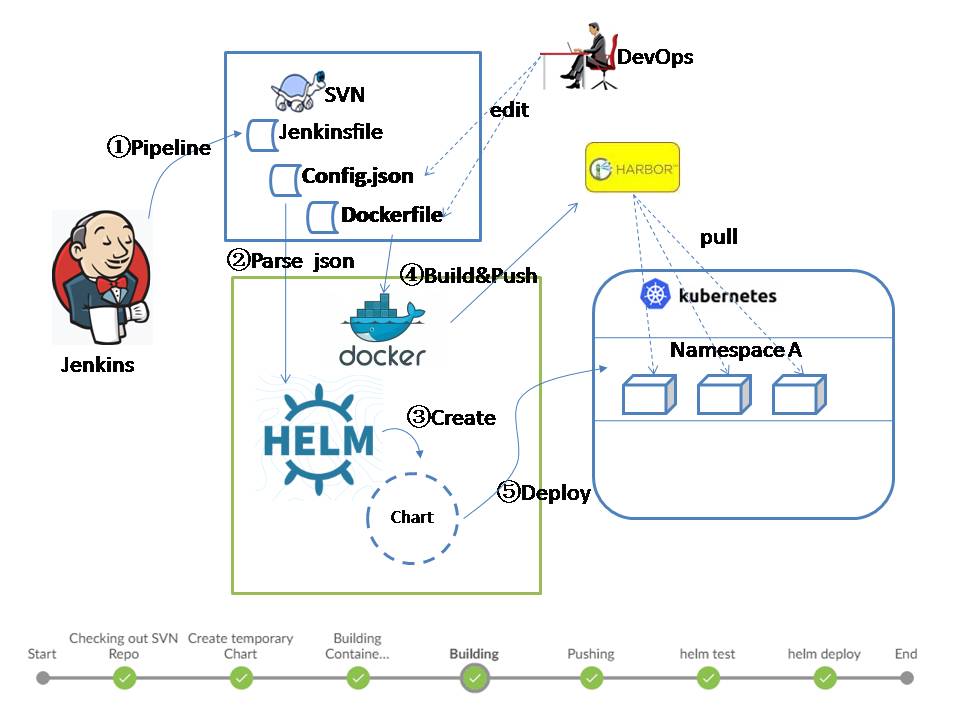 DevOps
SVN
edit
Jenkinsfile
①Pipeline
Config.json
HARBOR
Dockerfile
pull
②Parse json
④Build&Push
kubernetes
docker
Namespace A
Jenkins
③Create
HELM
⑤Deploy
Chart
Checking out SVN
Repo
Create temporary
Chart
Building
Containe...
Start
Building
Pushing
helm test
helm deploy
End